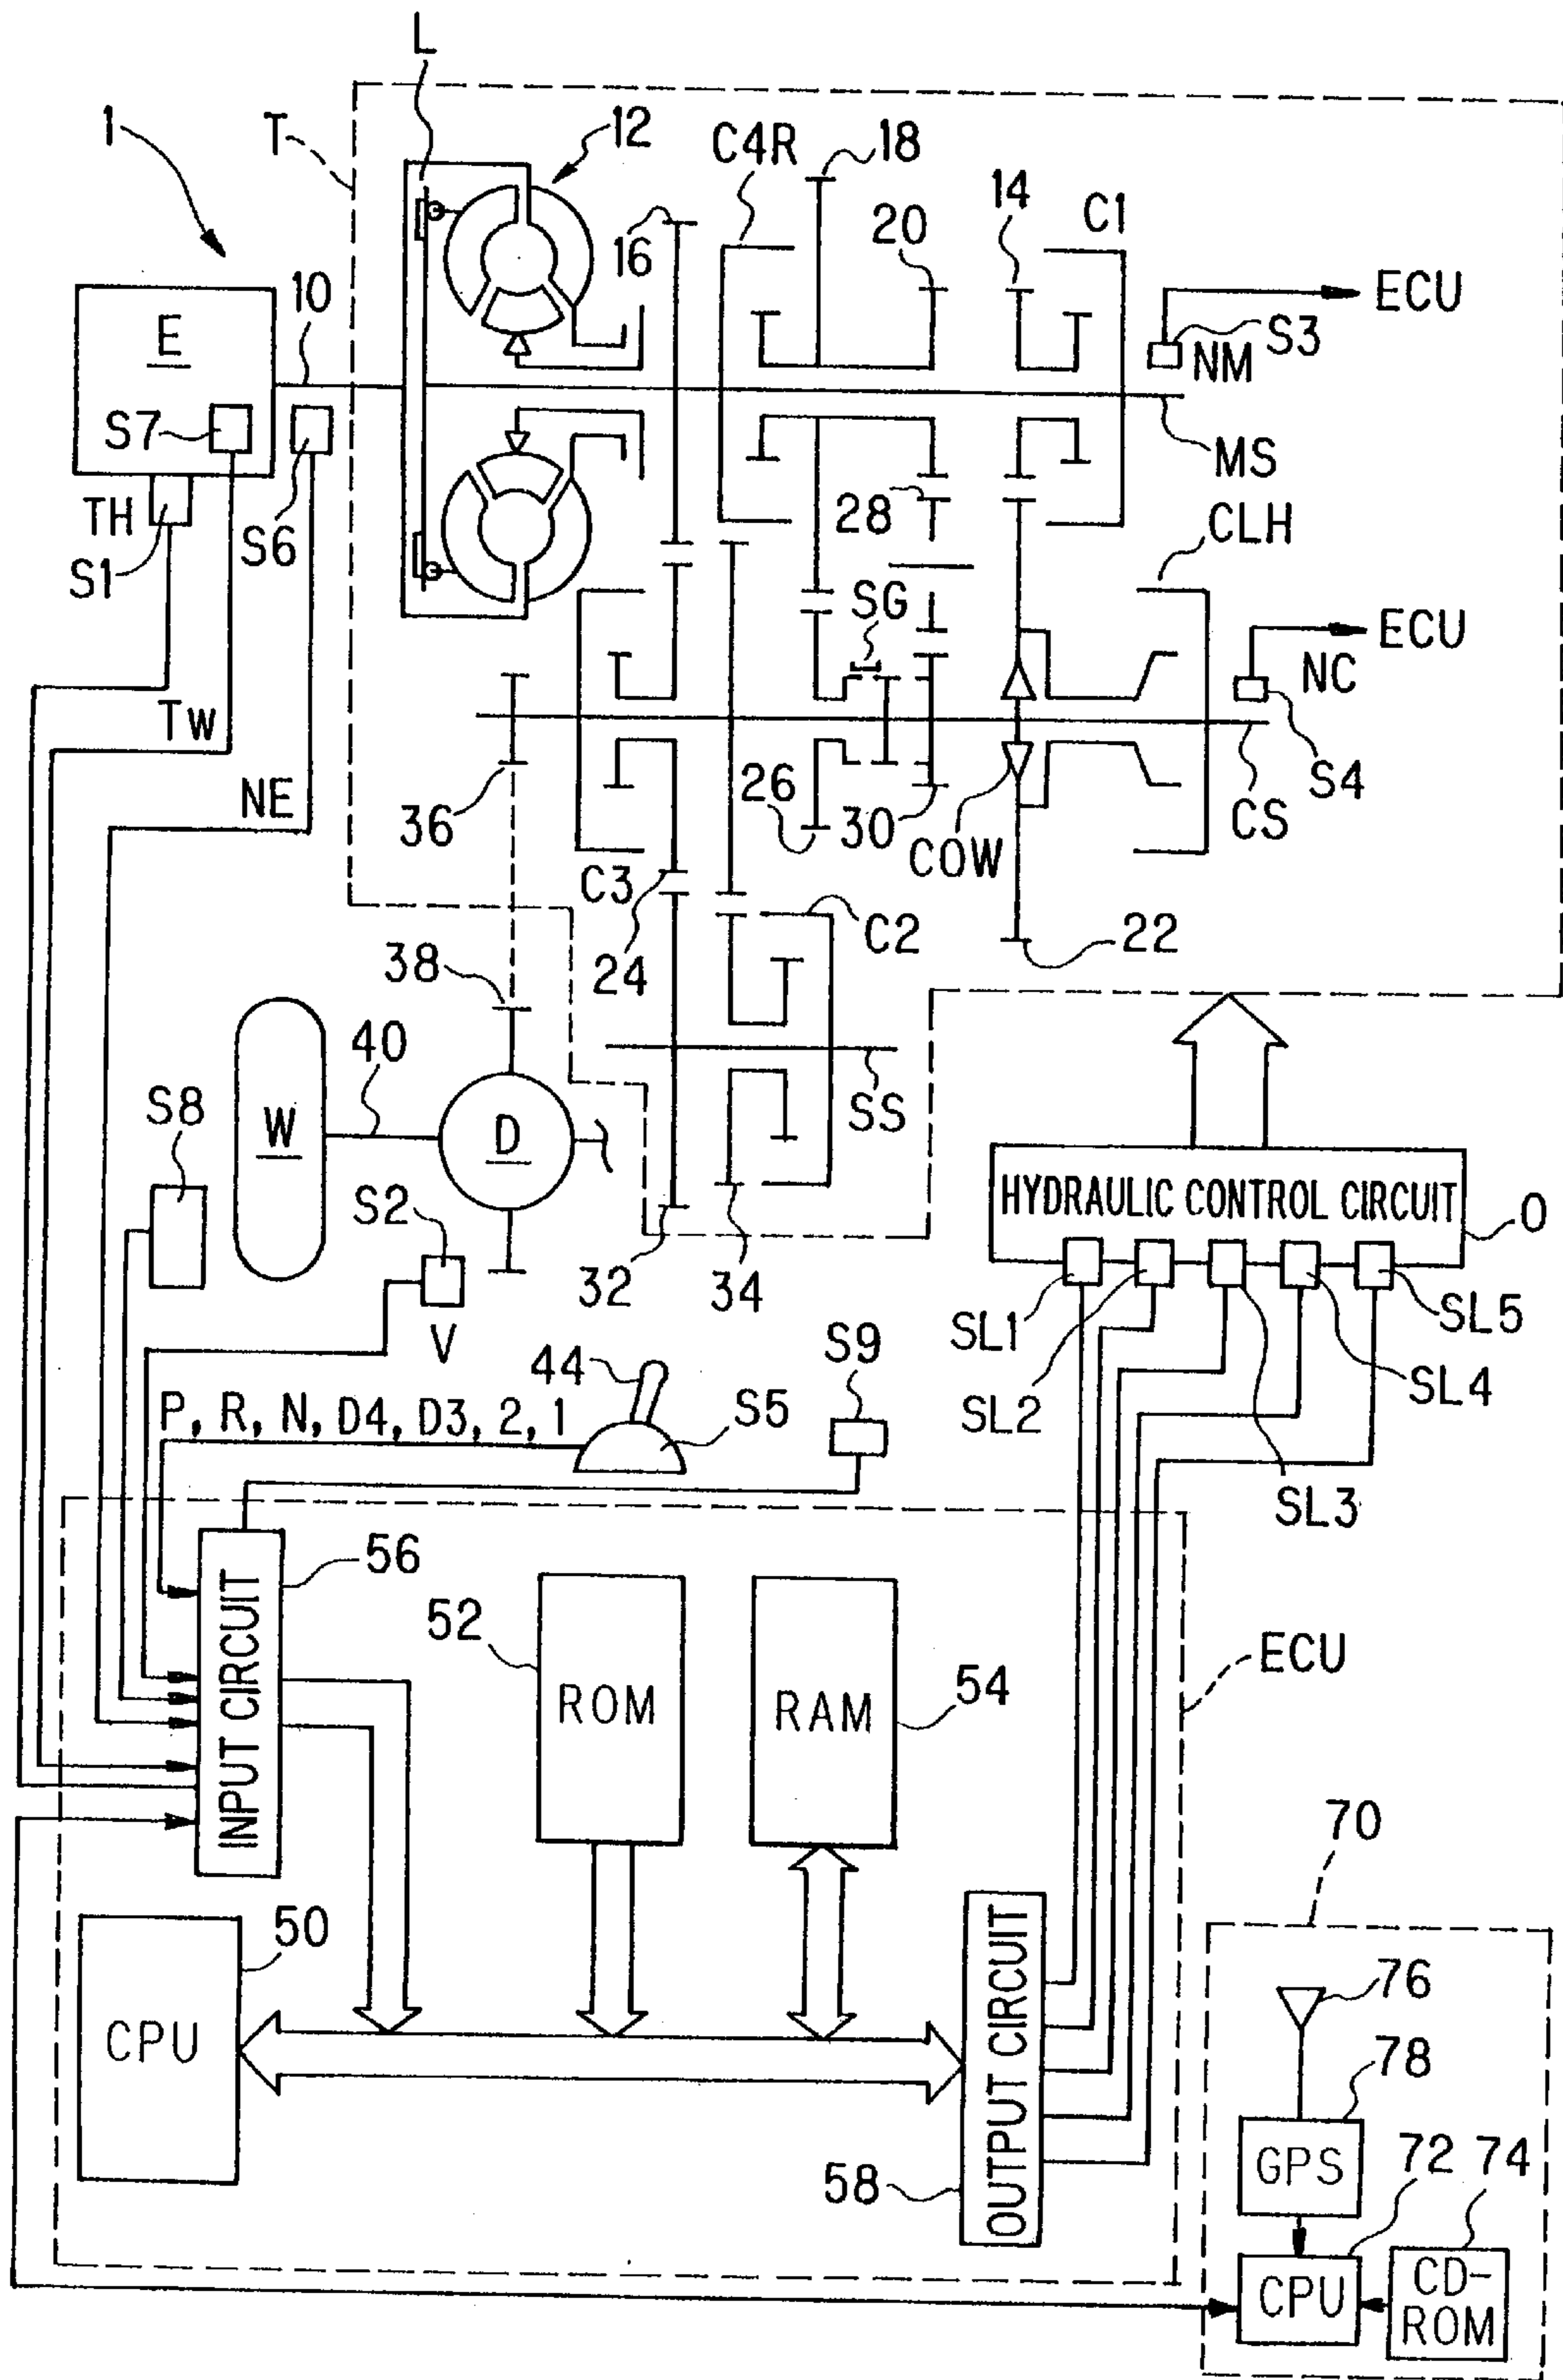 L
1
T
12
C4R
18
16
20
14
C1
10
ECU
E
S3
NM
S7
MS
TH
S6
28
CLH
S1
SG
ECU
NC
TW
S4
NE
36
26
30
CS
COW
C3
C2
24
22
38
40
S8
SS
W
D
HYDRAULIC CONTROL CIRCUIT
O
S2
32
34
SL1
SL5
V
S9
SL2
SL4
44
P, R, N, D4, D3, 2, 1
S5
SL3
56
52
INPUT CIRCUIT
ECU
ROM
RAM
54
70
50
76
CPU
OUTPUT CIRCUIT
78
GPS
72
74
58
CPU
CD-
ROM